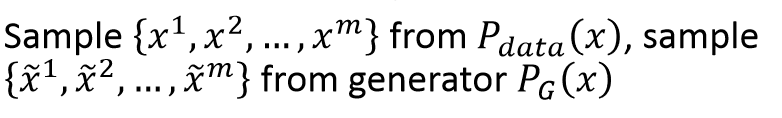 Sample {x¹, x², …, xᵐ} from P_data(x), sample
{x̃¹, x̃², …, x̃ᵐ} from generator P_G(x)